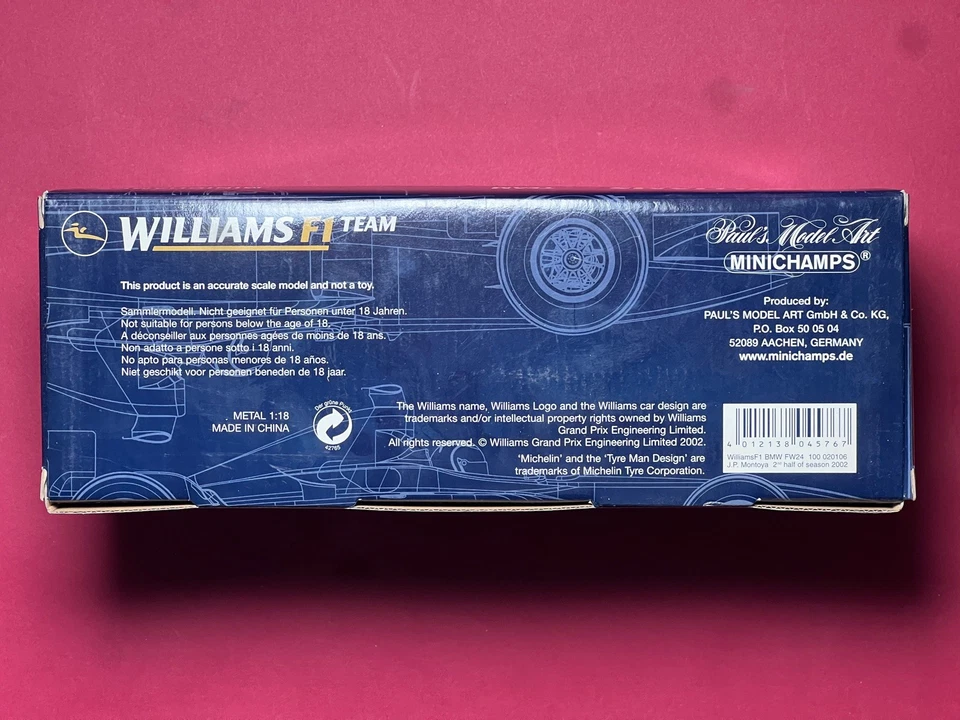 WILLIAMS F1 TEAM
This product is an accurate scale model and not a toy.
Sammlermodell. Nicht geeignet für Personen unter 18 Jahren.
Not suitable for persons below the age of 18.
A déconseiller aux personnes agées de moins de 18 ans.
Non adatto a persone sotto i 18 anni.
No apto para personas menores de 18 años.
Niet geschikt voor personen beneden de 18 jaar.
METAL 1:18
MADE IN CHINA
Der grüne Punkt
42765
The Williams name, Williams Logo and the Williams car design are
trademarks and/or intellectual property rights owned by Williams
Grand Prix Engineering Limited.
All rights reserved. © Williams Grand Prix Engineering Limited 2002.
'Michelin' and the 'Tyre Man Design' are
trademarks of Michelin Tyre Corporation.
Paul's Model Art
MINICHAMPS®
Produced by:
PAUL'S MODEL ART GmbH & Co. KG,
P.O. Box 50 05 04
52089 AACHEN, GERMANY
www.minichamps.de
4 012138 045767
WilliamsF1 BMW FW24 100 020106
J.P. Montoya 2nd half of season 2002